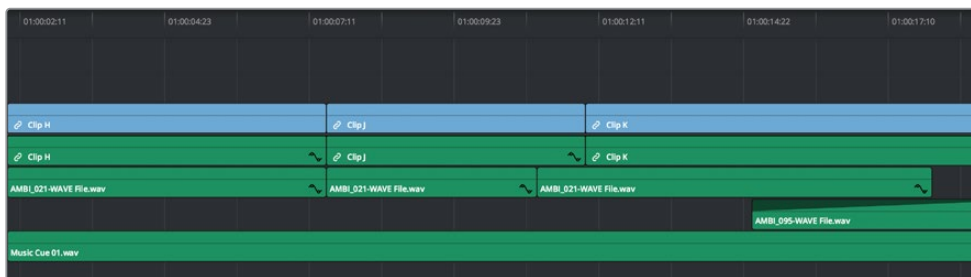 01:00:02:11 01:00:04:23 01:00:07:11 01:00:09:23 01:00:12:11 01:00:14:22 01:00:17:10
Clip H Clip J Clip K
Clip H Clip J Clip K
AMBI_021-WAVE File.wav AMBI_021-WAVE File.wav AMBI_021-WAVE File.wav
AMBI_095-WAVE File.wav
Music Cue 01.wav